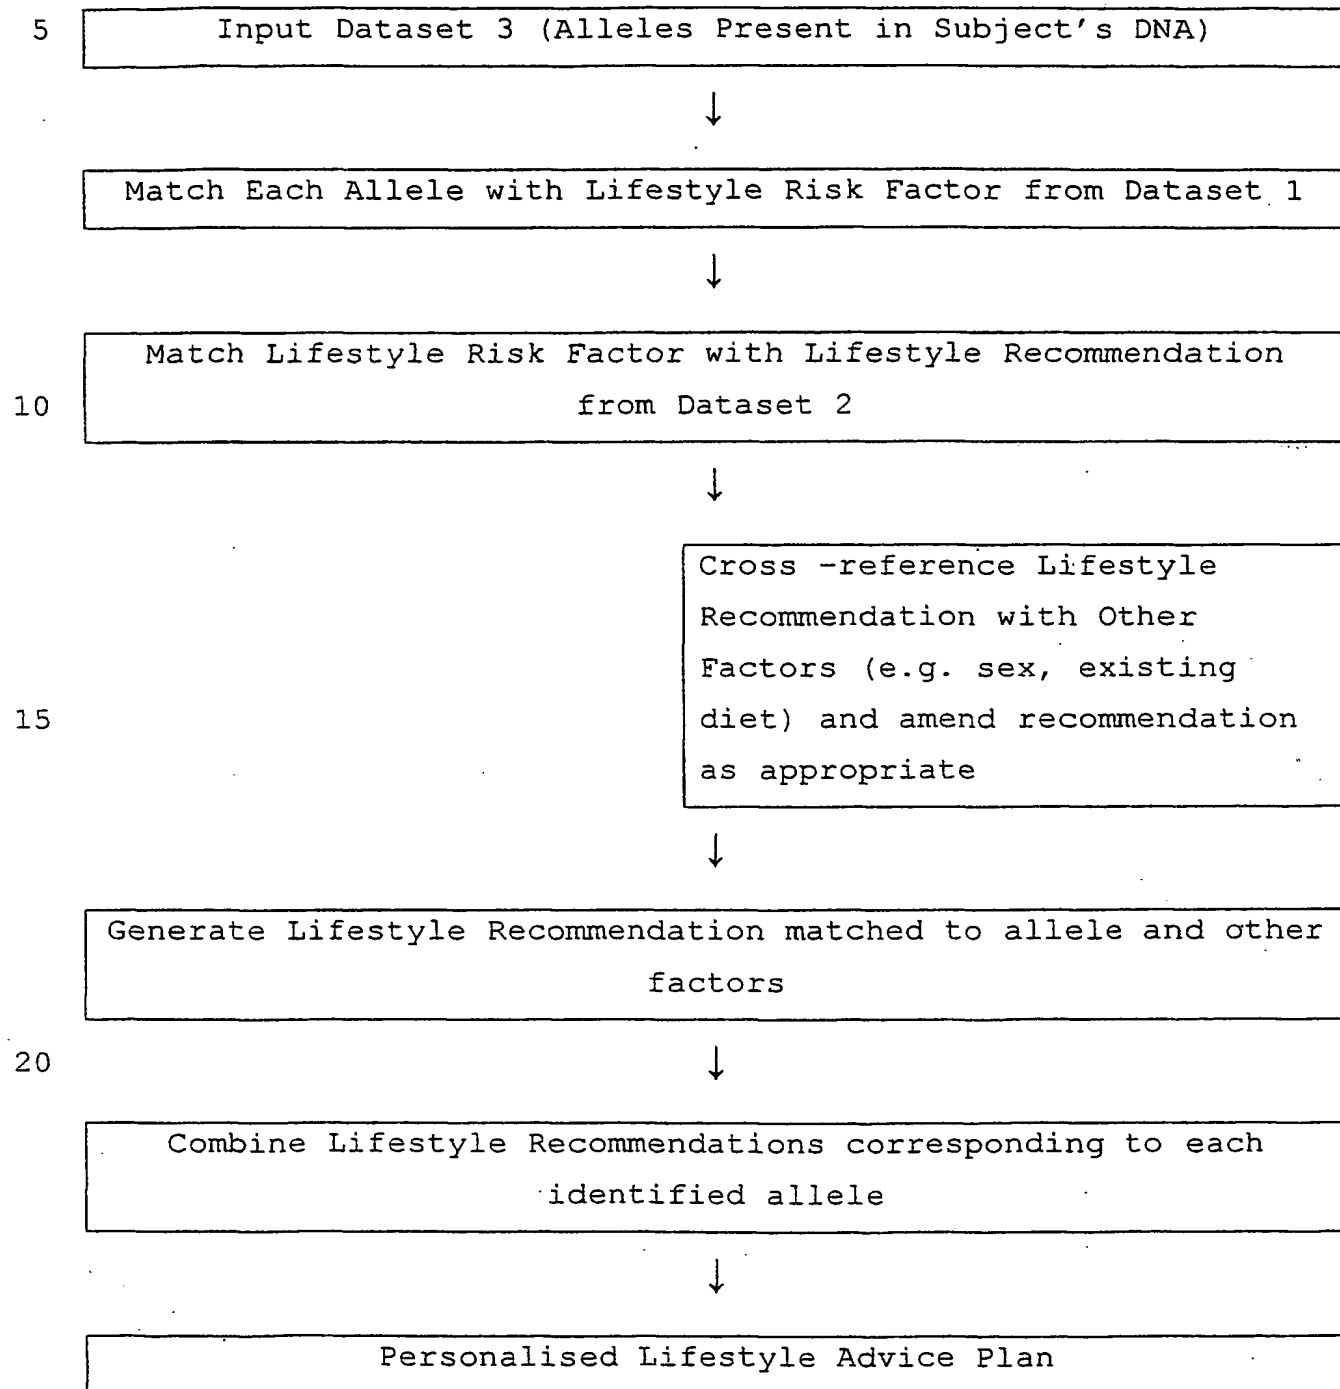 5 Input Dataset 3 (Alleles Present in Subject's DNA)
↓
Match Each Allele with Lifestyle Risk Factor from Dataset 1
↓
Match Lifestyle Risk Factor with Lifestyle Recommendation
10 from Dataset 2
↓
Cross -reference Lifestyle
Recommendation with Other
Factors (e.g. sex, existing
15 diet) and amend recommendation
as appropriate
↓
Generate Lifestyle Recommendation matched to allele and other
factors
20 ↓
Combine Lifestyle Recommendations corresponding to each
identified allele
↓
Personalised Lifestyle Advice Plan